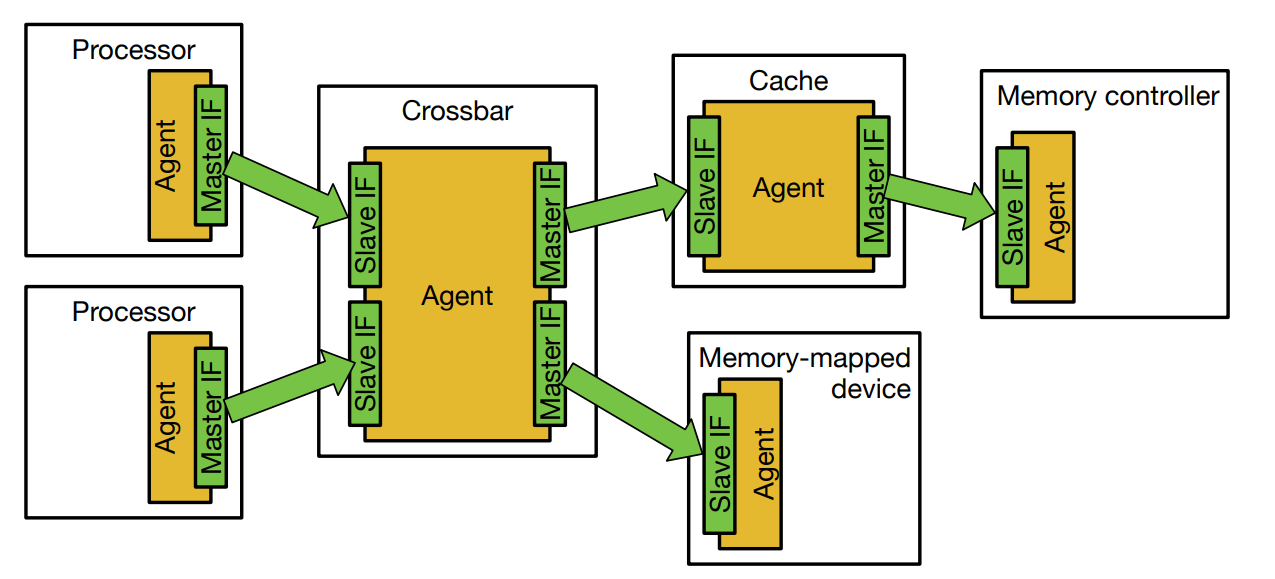 Processor
Agent
Master IF
Processor
Agent
Master IF
Crossbar
Slave IF
Slave IF
Agent
Master IF
Master IF
Cache
Slave IF
Agent
Master IF
Memory controller
Slave IF
Agent
Memory-mapped
device
Slave IF
Agent